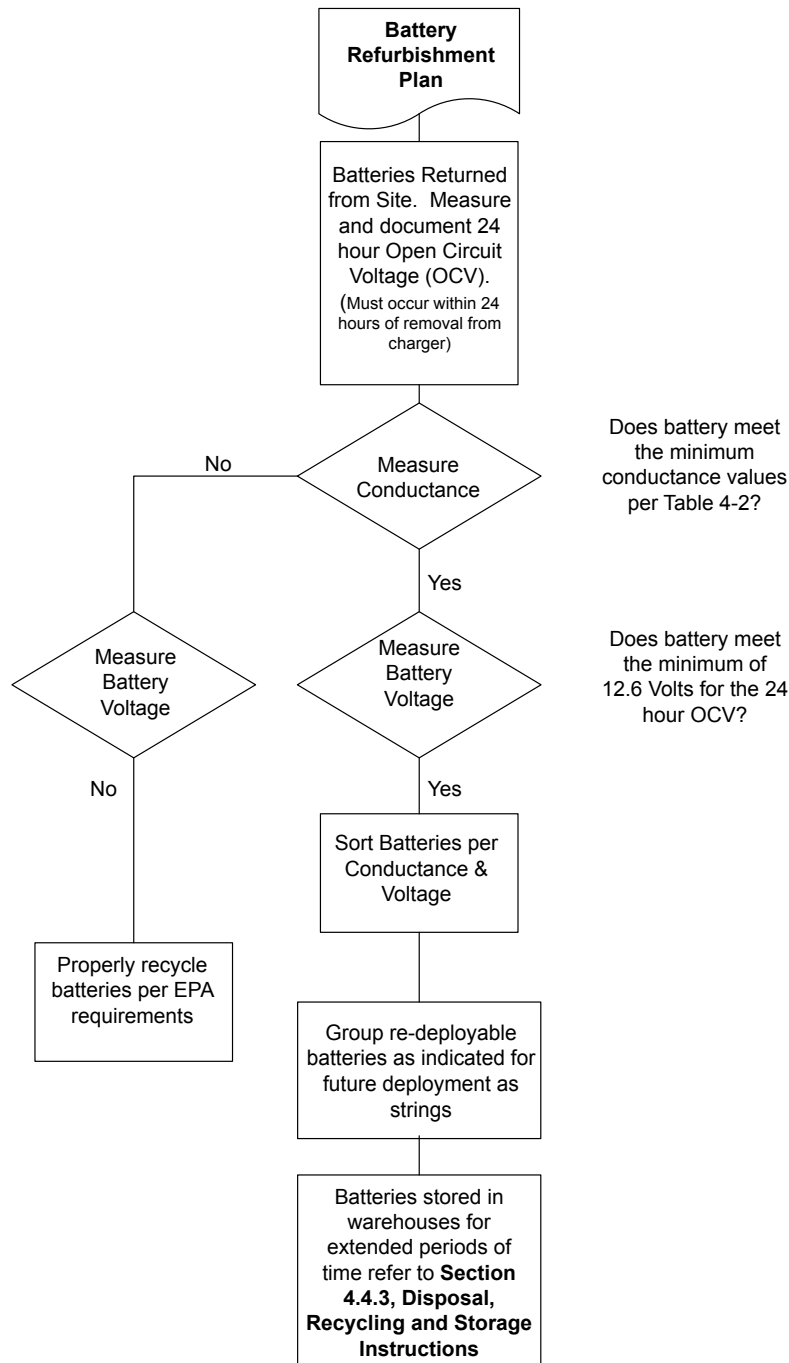 Battery
Refurbishment
Plan
Batteries Returned
from Site. Measure
and document 24
hour Open Circuit
Voltage (OCV).
(Must occur within 24
hours of removal from
charger)
No
Measure
Conductance
Does battery meet
the minimum
conductance values
per Table 4-2?
Yes
Measure
Battery
Voltage
Measure
Battery
Voltage
Does battery meet
the minimum of
12.6 Volts for the 24
hour OCV?
No
Yes
Sort Batteries per
Conductance &
Voltage
Properly recycle
batteries per EPA
requirements
Group re-deployable
batteries as indicated for
future deployment as
strings
Batteries stored in
warehouses for
extended periods of
time refer to Section
4.4.3, Disposal,
Recycling and Storage
Instructions